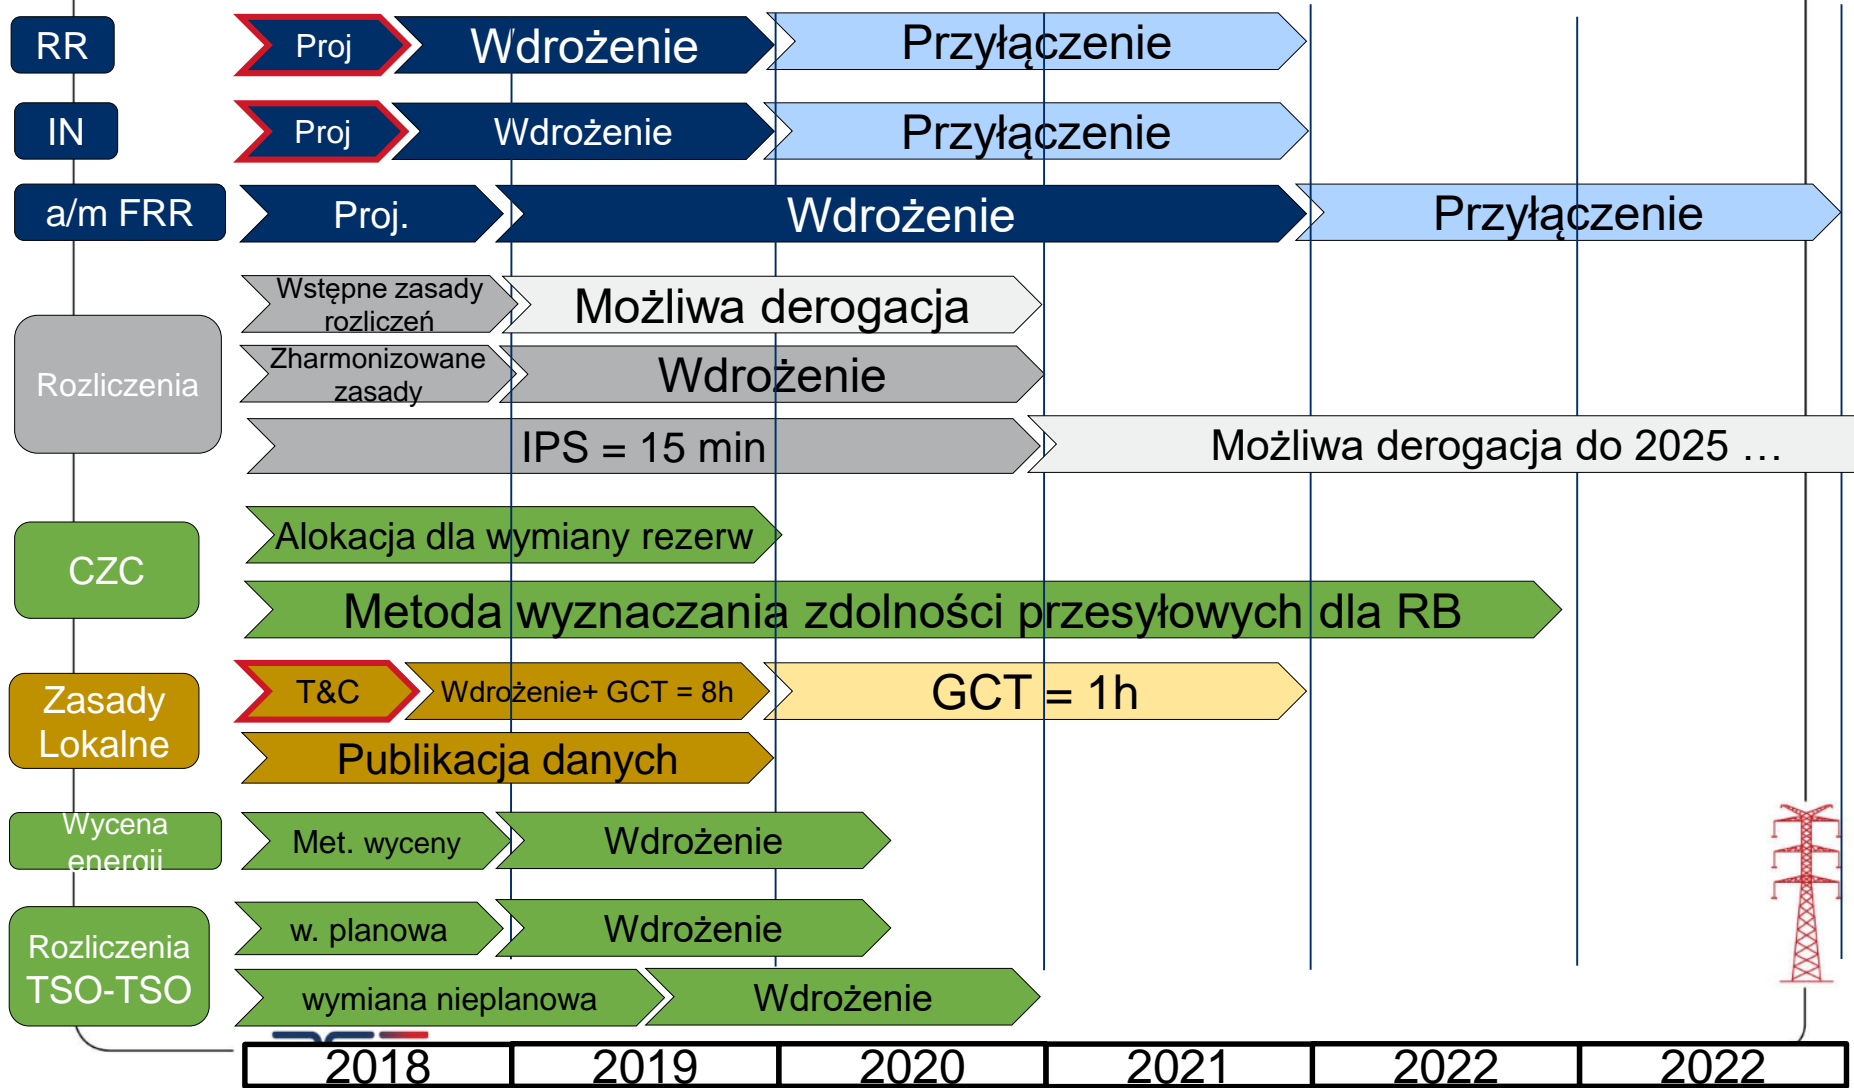 RR
Proj
Wdrożenie
Przyłączenie
IN
Proj
Wdrożenie
Przyłączenie
a/m FRR
Proj.
Wdrożenie
Przyłączenie
Rozliczenia
Wstępne zasady
rozliczeń
Możliwa derogacja
Zharmonizowane
zasady
Wdrożenie
IPS = 15 min
Możliwa derogacja do 2025 ...
CZC
Alokacja dla wymiany rezerw
Metoda wyznaczania zdolności przesyłowych dla RB
Zasady
Lokalne
T&C
Wdrożenie+ GCT = 8h
GCT = 1h
Publikacja danych
Wycena
energii
Met. wyceny
Wdrożenie
Rozliczenia
TSO-TSO
w. planowa
Wdrożenie
wymiana nieplanowa
Wdrożenie
2018
2019
2020
2021
2022
2022